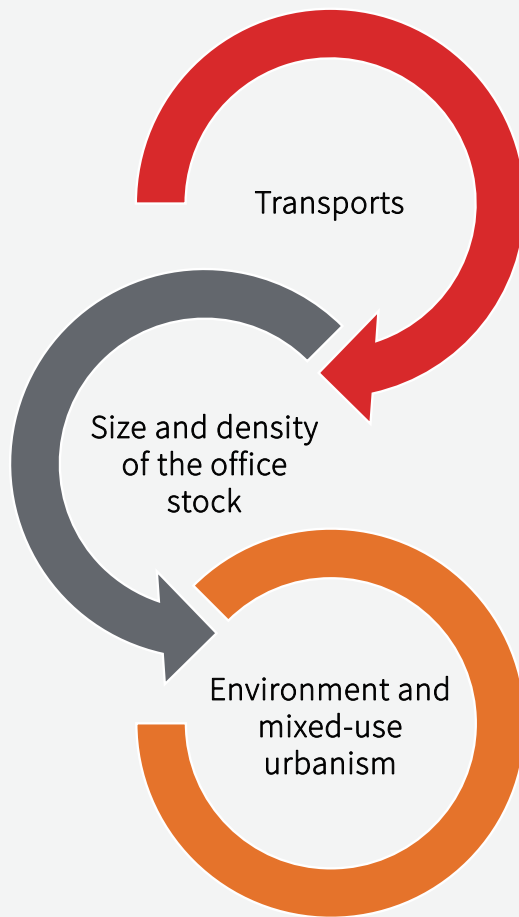 Transports
Size and density
of the office
stock
Environment and
mixed-use
urbanism